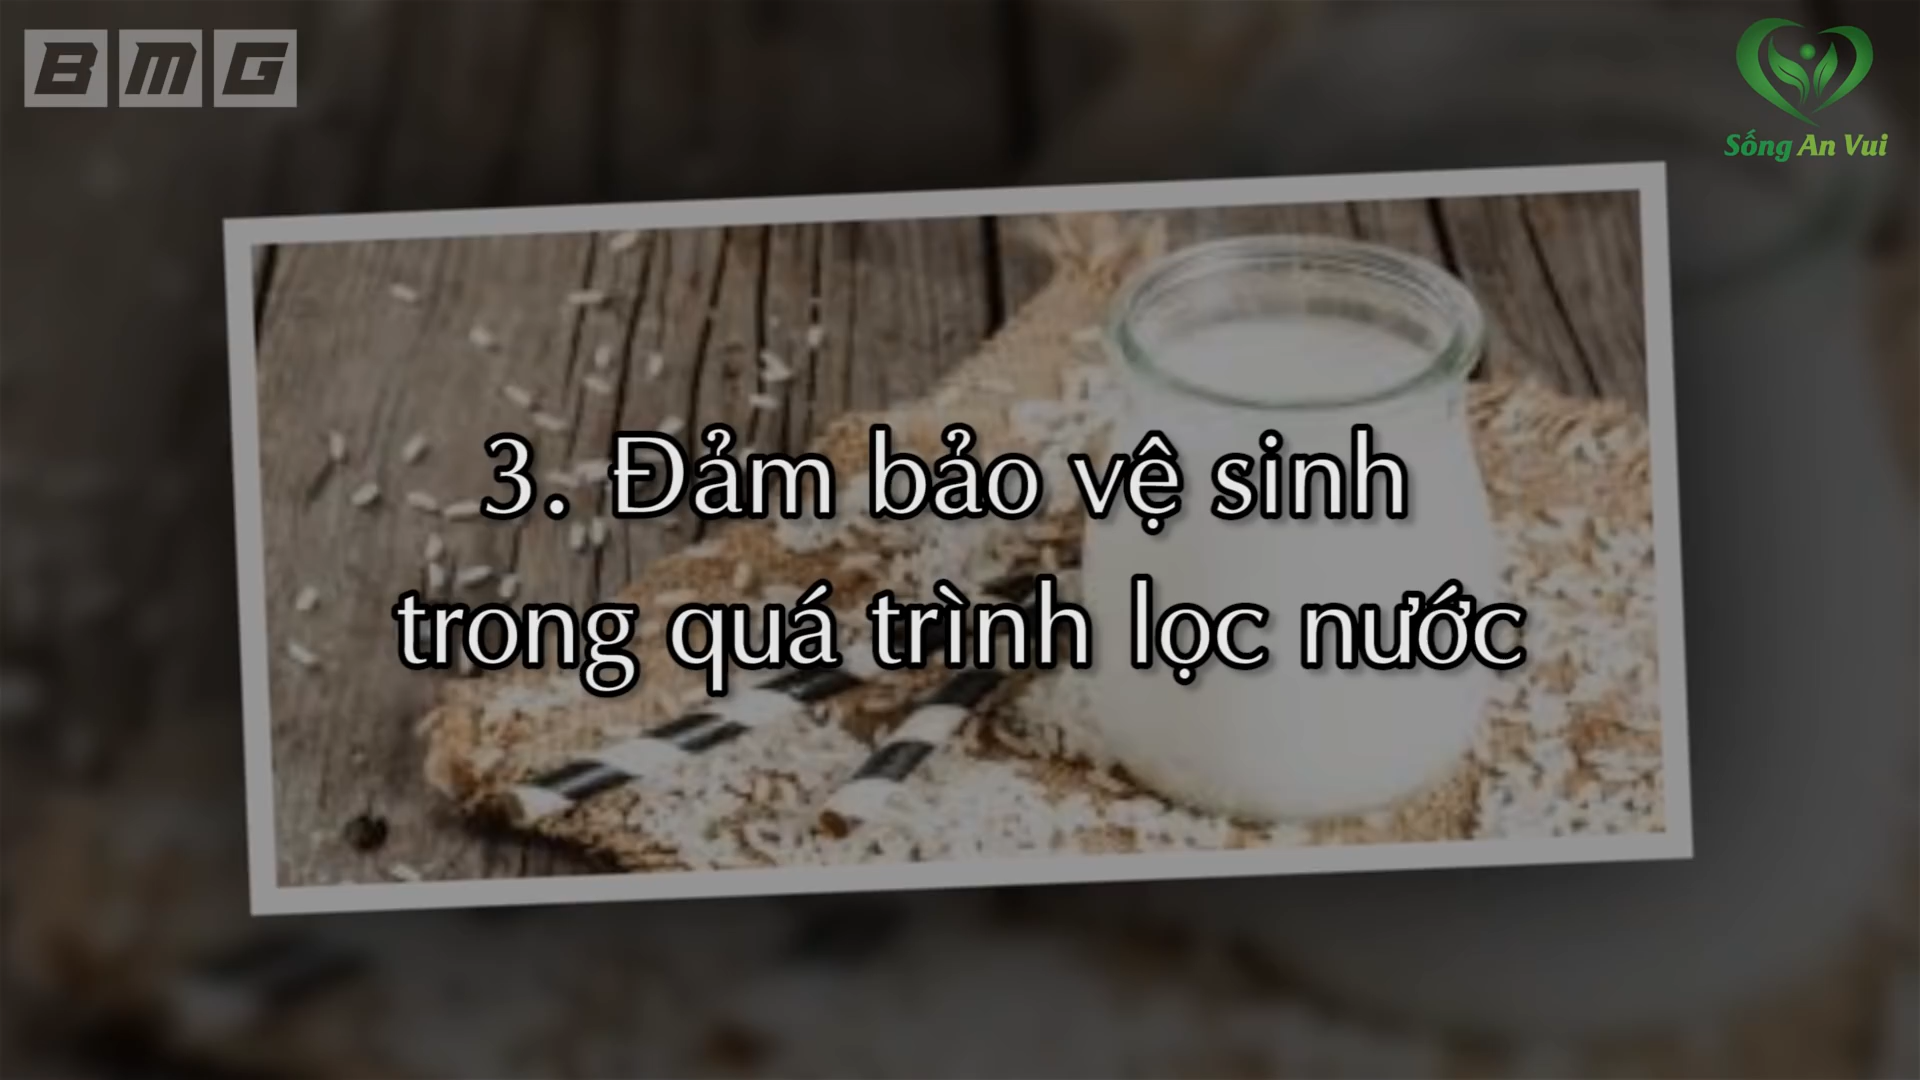 BMG
Sống An Vui
3. Đảm bảo vệ sinh
trong quá trình lọc nước